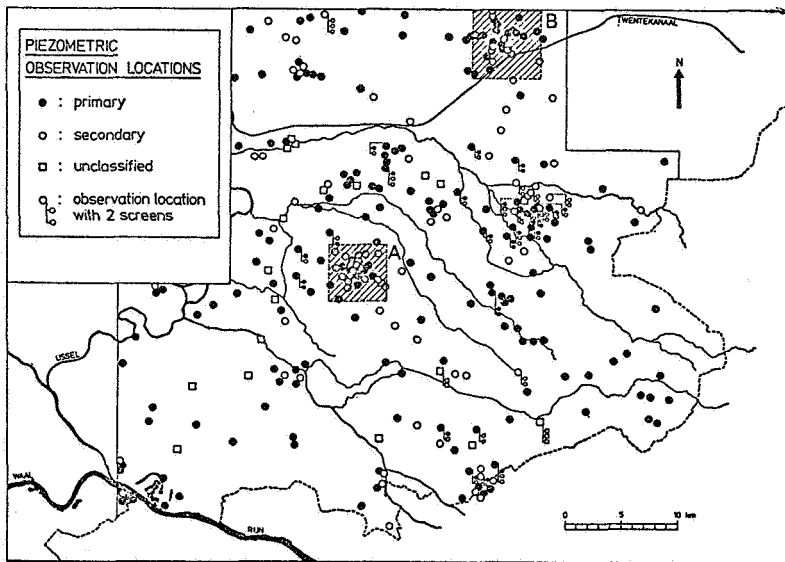 PIEZOMETRIC
OBSERVATION LOCATIONS
: primary
: secondary
: unclassified
: observation location
with 2 screens
B
TWENTEKANAAL
N
A
IJSSEL
WAAL
RIJN
0 5 10 km